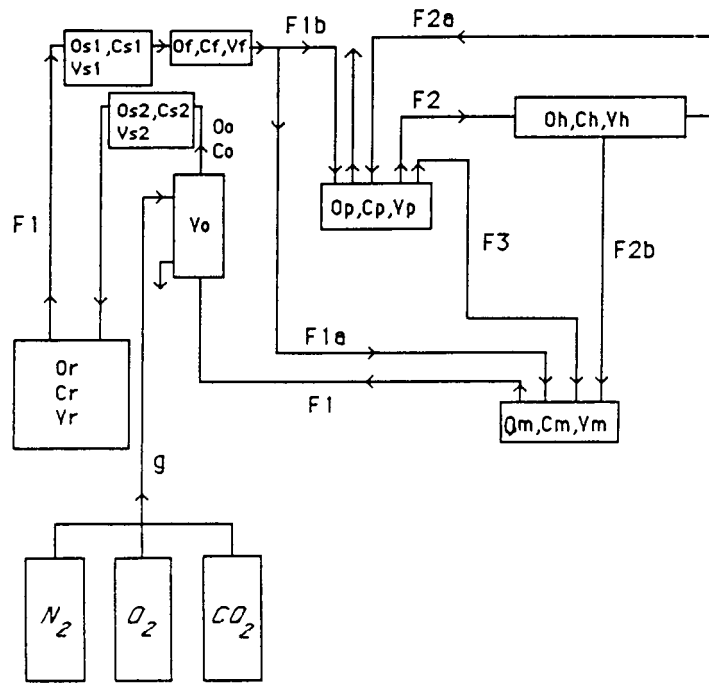 F1b
F2a
Os1,Cs1
Vs1
Of,Cf,Vf
Os2,Cs2
Vs2
Oo
Co
F2
Oh,Ch,Vh
Op,Cp,Vp
Vo
F1
F3
F2b
F1a
F1
Or
Cr
Vr
Om,Cm,Vm
g
N2
O2
CO2